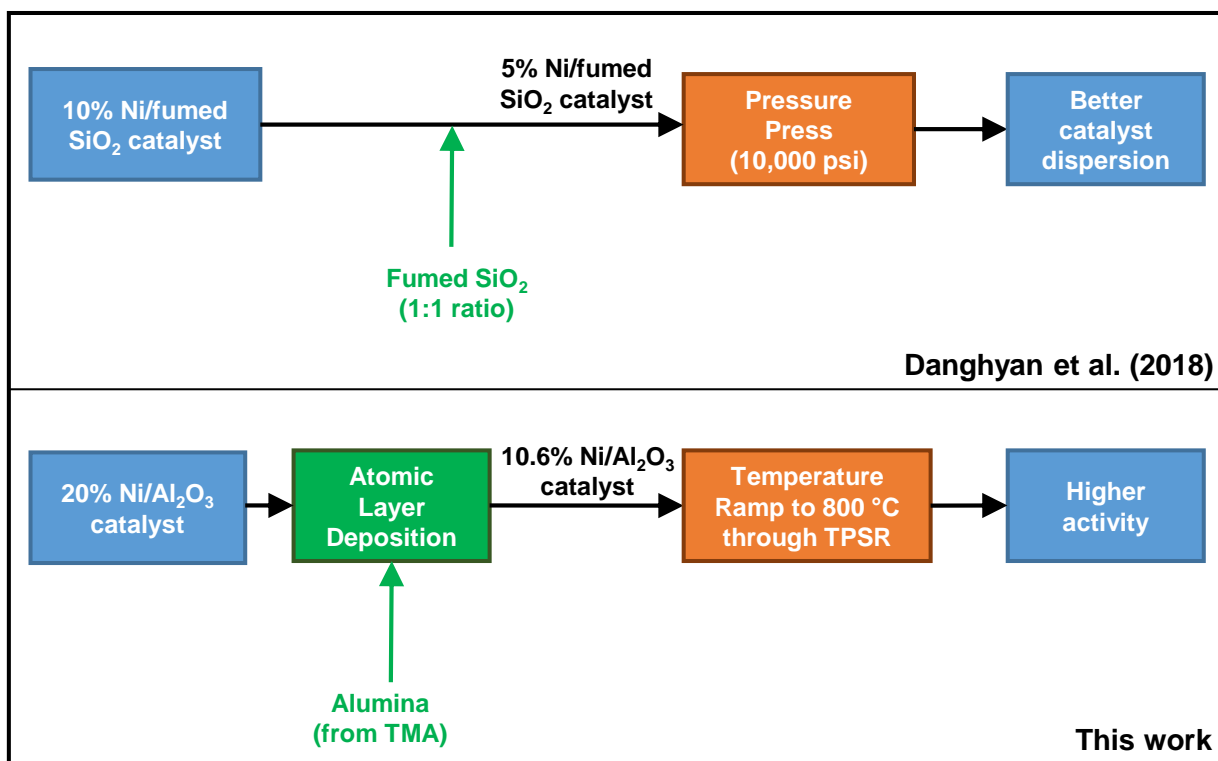 10% Ni/fumed
SiO₂ catalyst
5% Ni/fumed
SiO₂ catalyst
Pressure
Press
(10,000 psi)
Better
catalyst
dispersion
Fumed SiO₂
(1:1 ratio)
Danghyan et al. (2018)
20% Ni/Al₂O₃
catalyst
Atomic
Layer
Deposition
10.6% Ni/Al₂O₃
catalyst
Temperature
Ramp to 800 °C
through TPSR
Higher
activity
Alumina
(from TMA)
This work